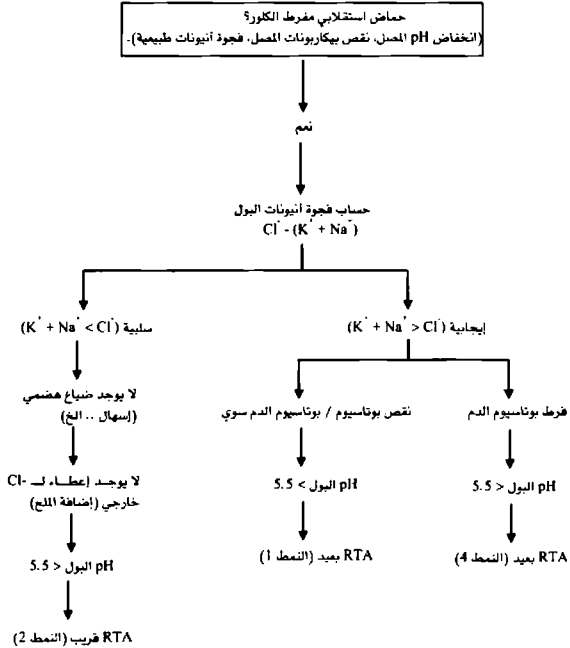 حماض استقلابي مفرط الكلور؟
(انخفاض pH المصل، نقص بيكاربونات المصل، فجوة أنيونات طبيعية).
نعم
حساب فجوة أنيونات البول
Cl⁻ - (K⁺ + Na⁺)
إيجابية (K⁺ + Na⁺ > Cl⁻)
سلبية (K⁺ + Na⁺ < Cl⁻)
فرط بوتاسيوم الدم
نقص بوتاسيوم / بوتاسيوم الدم سوي
لا يوجد ضياع هضمي
(إسهال .. الخ)
pH البول < 5.5
pH البول > 5.5
لا يوجد إعطاء لـ Cl-
خارجي (إضافة الملح)
RTA بعيد (النمط 4)
RTA بعيد (النمط 1)
pH البول < 5.5
RTA قريب (النمط 2)